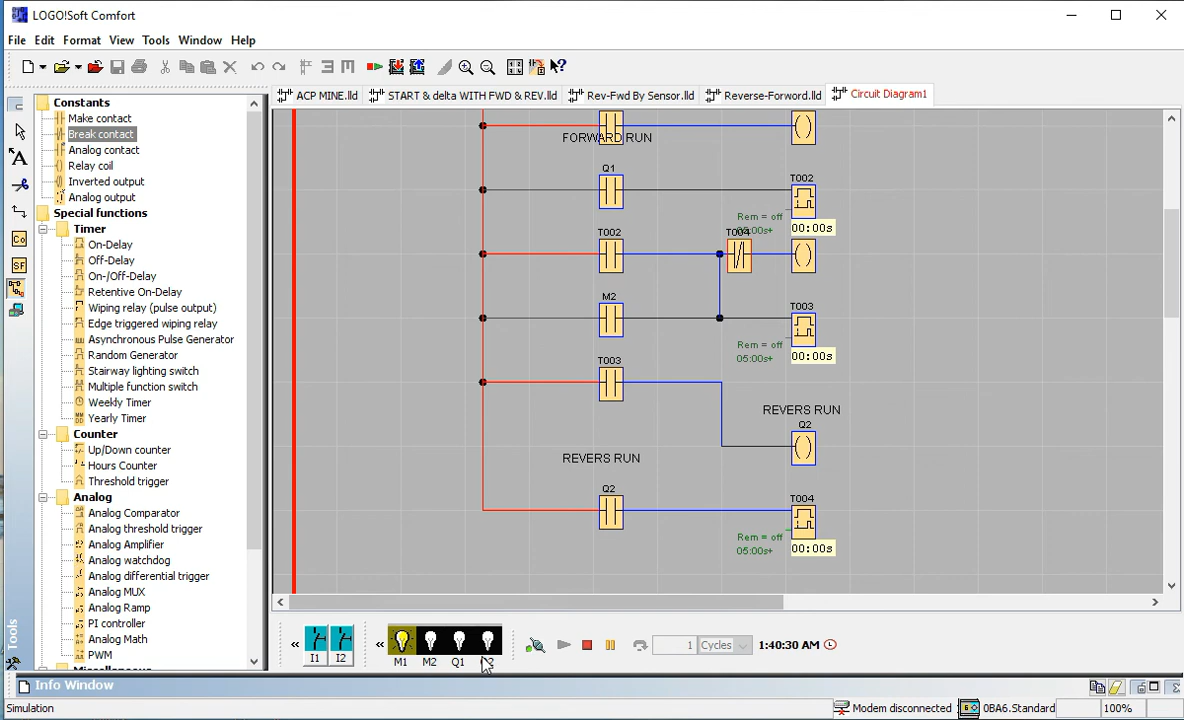 LOGO!Soft Comfort
File Edit Format View Tools Window Help
ACP MINE.lld START & delta WITH FWD & REV.lld Rev-Fwd By Sensor.lld Reverse-Forword.lld Circuit Diagram1
Constants
Make contact
Break contact
Analog contact
Relay coil
Inverted output
Analog output
Special functions
Timer
On-Delay
Off-Delay
On-/Off-Delay
Retentive On-Delay
Wiping relay (pulse output)
Edge triggered wiping relay
Asynchronous Pulse Generator
Random Generator
Stairway lighting switch
Multiple function switch
Weekly Timer
Yearly Timer
Counter
Up/Down counter
Hours Counter
Threshold trigger
Analog
Analog Comparator
Analog threshold trigger
Analog Amplifier
Analog watchdog
Analog differential trigger
Analog MUX
Analog Ramp
PI controller
Analog Math
PWM
Co
SF
Tools
FORWARD RUN
Q1 T002
Rem = off
05:00s+ 00:00s
T002 T004
M2 T003
Rem = off
05:00s+ 00:00s
T003
REVERS RUN
Q2
REVERS RUN
Q2 T004
Rem = off
05:00s+ 00:00s
« I1 I2 « M1 M2 Q1 1 Cycles 1:40:30 AM
Info Window
Simulation Modem disconnected 0BA6.Standard 100%